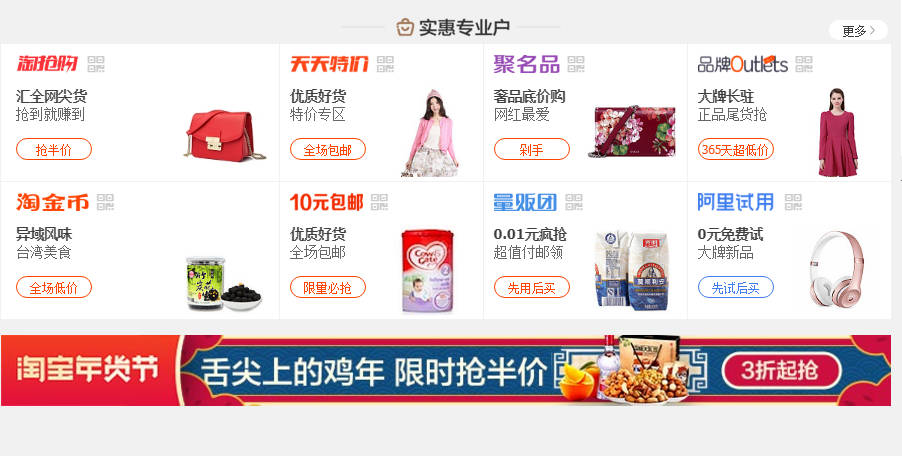 实惠专业户
更多
淘抢购
汇全网尖货
抢到就赚到
抢半价
天天特价
优质好货
特价专区
全场包邮
聚名品
奢品底价购
网红最爱
剁手
品牌Outlets
大牌长驻
正品尾货抢
365天超低价
淘金币
异域风味
台湾美食
全场低价
10元包邮
优质好货
全场包邮
限量必抢
Cow&Gate
量贩团
0.01元疯抢
超值付邮领
先用后买
阿里试用
0元免费试
大牌新品
先试后买
淘宝年货节
舌尖上的鸡年 限时抢半价
3折起抢